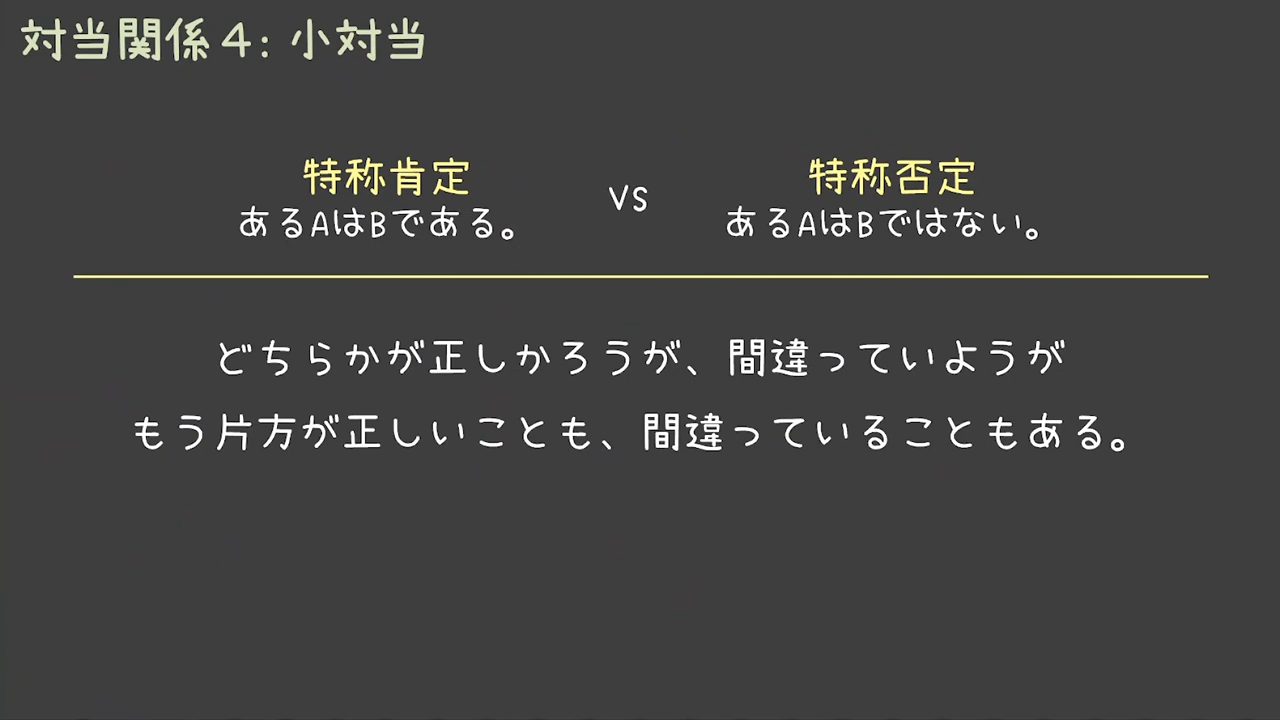 対当関係４: 小対当
特称肯定
あるAはBである。
VS
特称否定
あるAはBではない。
どちらかが正しかろうが、間違っていようが
もう片方が正しいことも、間違っていることもある。